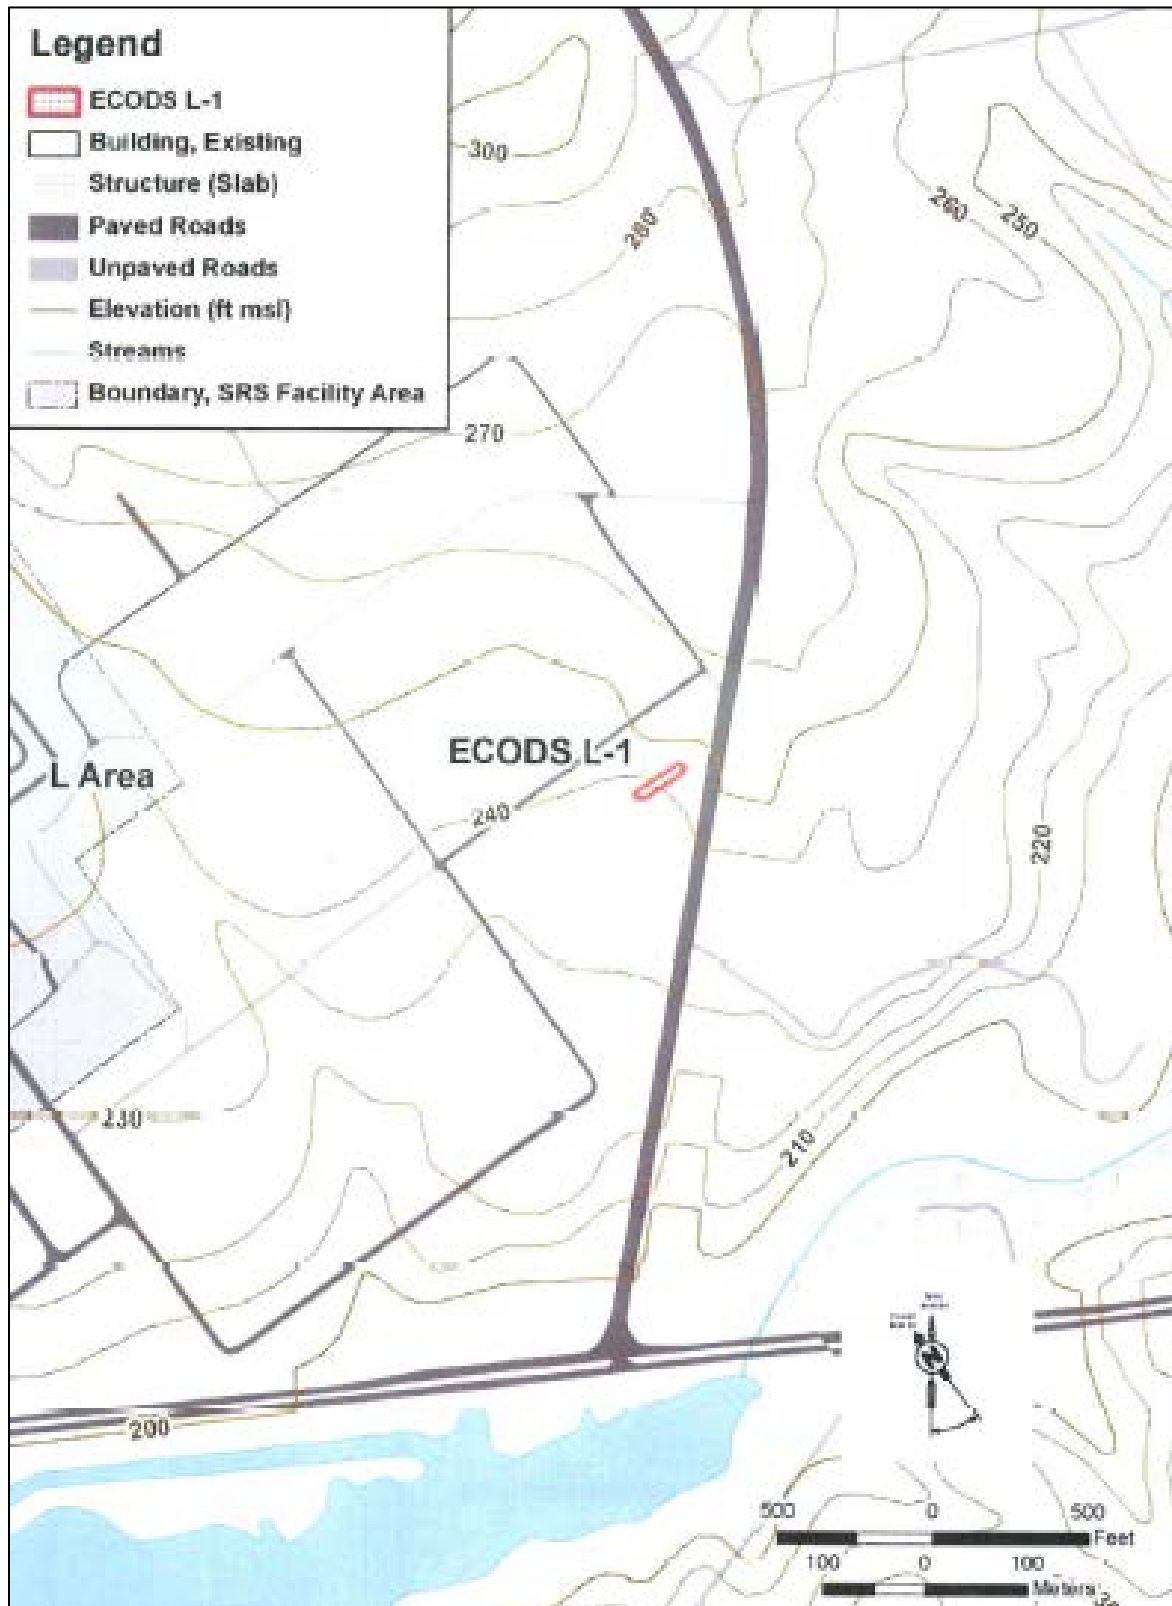 Legend
ECODS L-1
Building, Existing
Structure (Slab)
Paved Roads
Unpaved Roads
Elevation (ft msl)
Streams
Boundary, SRS Facility Area
300
280
260
250
270
ECODS L-1
L Area
240
220
230
210
200
500 0 500
Feet
100 0 100
Meters